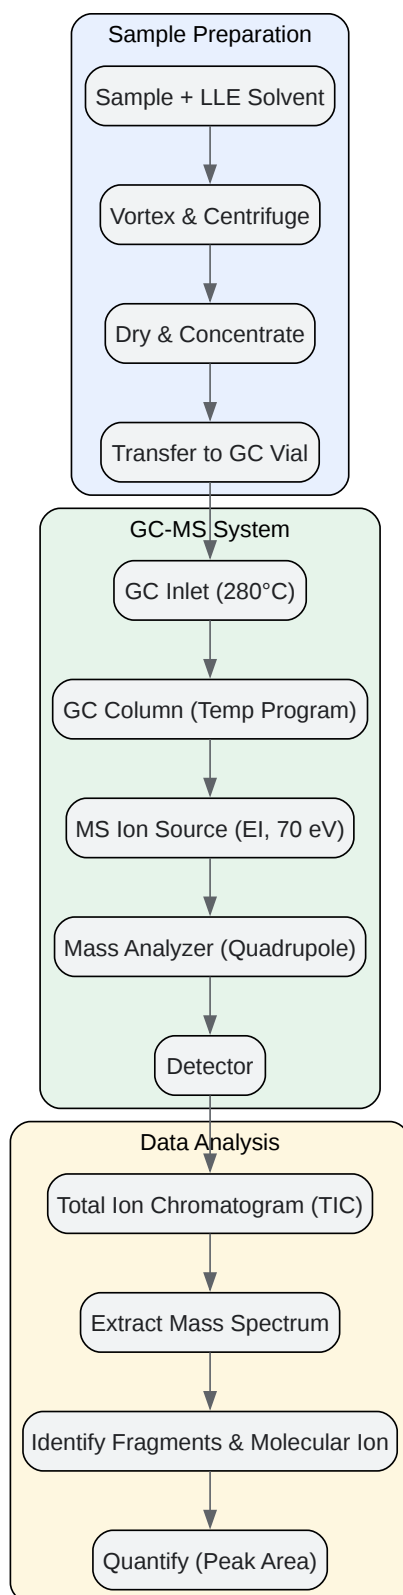 Sample Preparation
Sample + LLE Solvent
Vortex & Centrifuge
Dry & Concentrate
Transfer to GC Vial
GC-MS System
GC Inlet (280°C)
GC Column (Temp Program)
MS Ion Source (EI, 70 eV)
Mass Analyzer (Quadrupole)
Detector
Data Analysis
Total Ion Chromatogram (TIC)
Extract Mass Spectrum
Identify Fragments & Molecular Ion
Quantify (Peak Area)